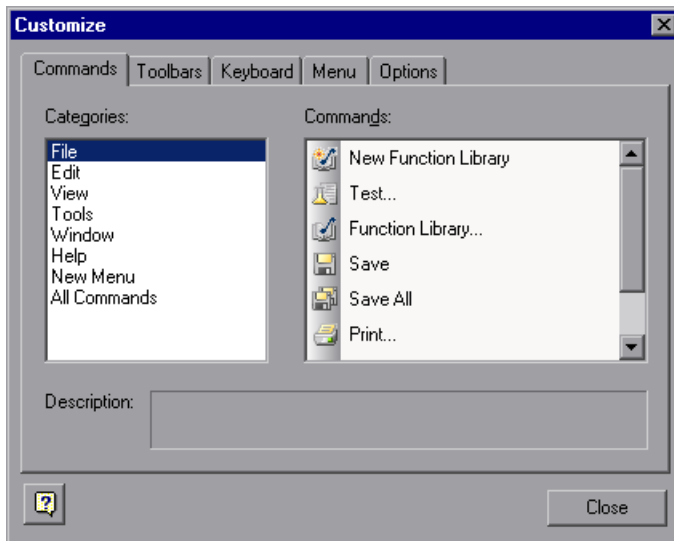 Customize
Commands Toolbars Keyboard Menu Options
Categories: Commands:
File
Edit
View
Tools
Window
Help
New Menu
All Commands
New Function Library
Test...
Function Library...
Save
Save All
Print...
Description:
?
Close